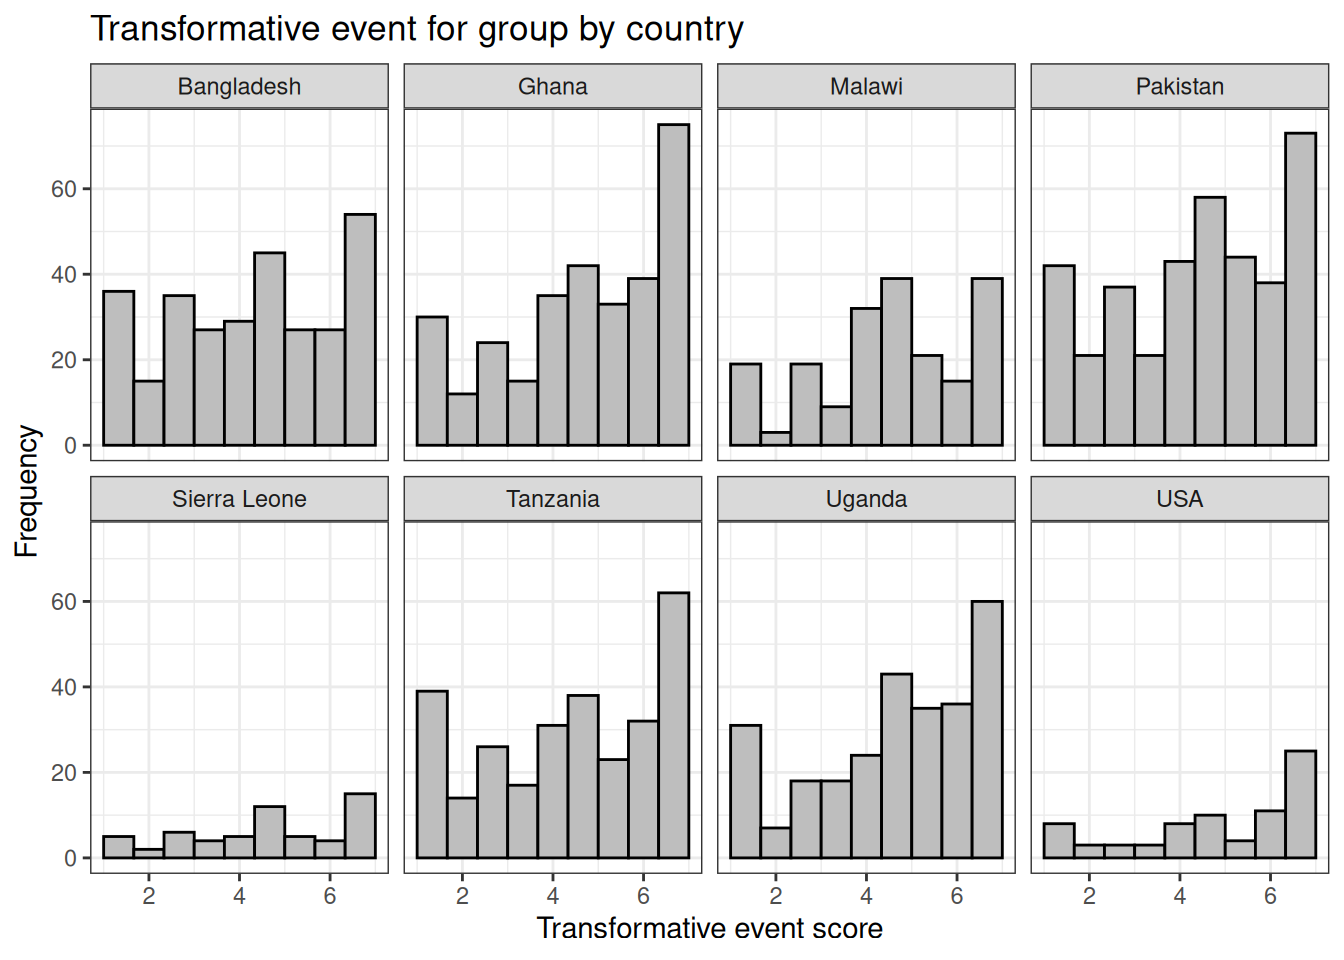 Transformative event for group by country
Bangladesh Ghana Malawi Pakistan
60
40
20
0
Frequency
Sierra Leone Tanzania Uganda USA
60
40
20
0
2 4 6 2 4 6 2 4 6 2 4 6
Transformative event score